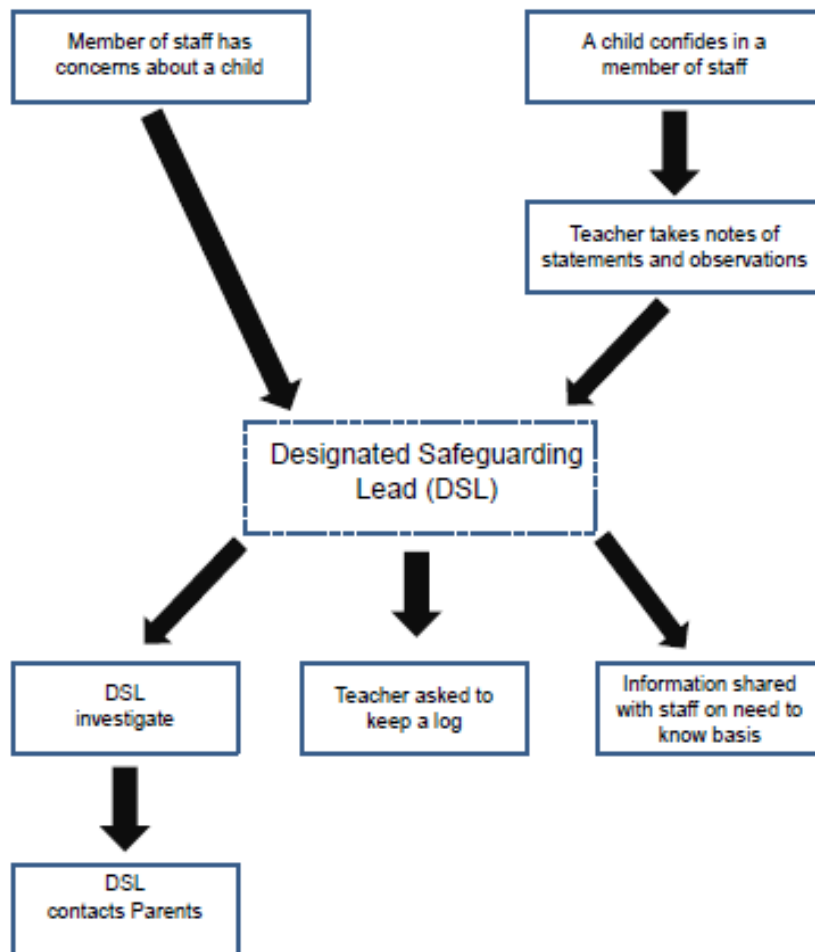 Member of staff has
concerns about a child
A child confides in a
member of staff
Teacher takes notes of
statements and observations
Designated Safeguarding
Lead (DSL)
DSL
investigate
Teacher asked to
keep a log
Information shared
with staff on need to
know basis
DSL
contacts Parents